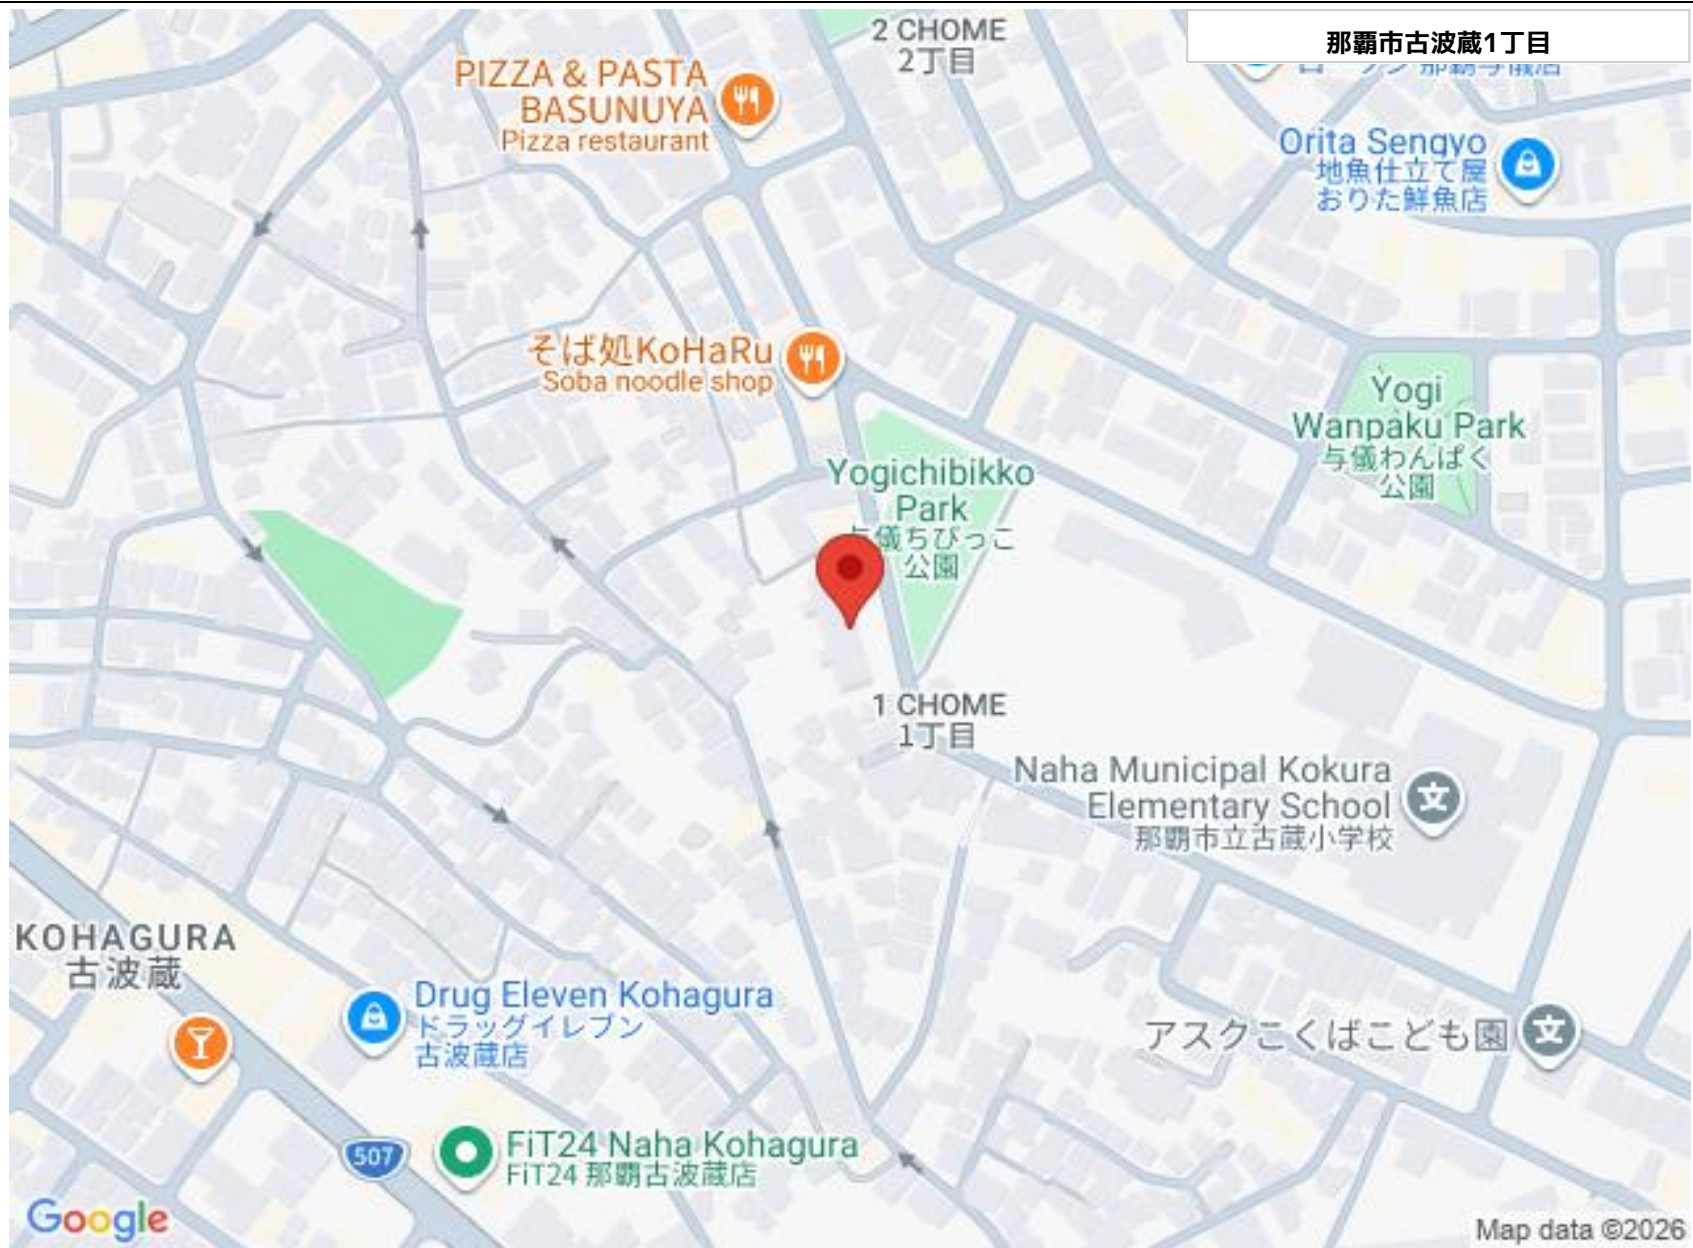 2 CHOME
2丁目
那覇市古波蔵1丁目
PIZZA & PASTA
BASUNUYA
Pizza restaurant
Orita Sengyo
地魚仕立て屋
おりた鮮魚店
そば処KoHaRu
Soba noodle shop
Yogi
Wanpaku Park
与儀わんぱく
公園
Yogichibikko
Park
儀ちびっこ
公園
1 CHOME
1丁目
Naha Municipal Kokura
Elementary School
那覇市立古蔵小学校
KOHAGURA
古波蔵
Drug Eleven Kohagura
ドラッグイレブン
古波蔵店
アスクこくばこども園
507
FiT24 Naha Kohagura
FiT24 那覇古波蔵店
Google
Map data ©2026